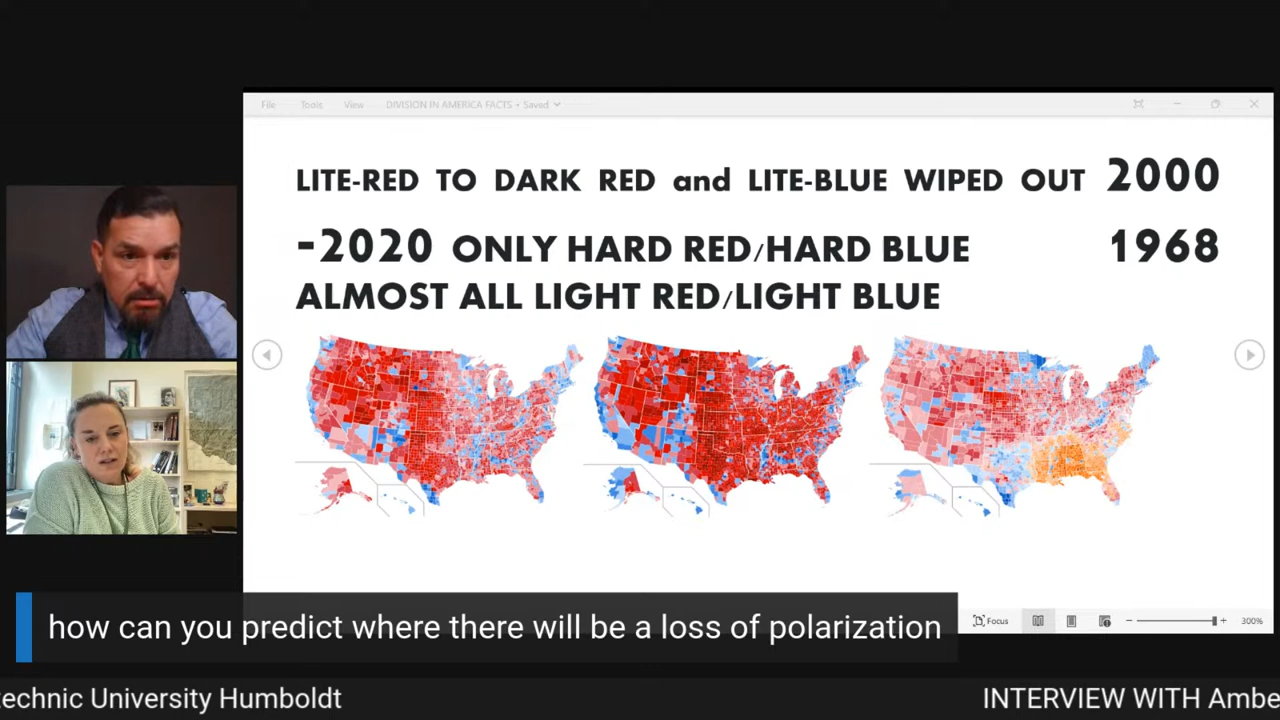 File Tools View DIVISION IN AMERICA FACTS • Saved
LITE-RED TO DARK RED and LITE-BLUE WIPED OUT 2000
-2020 ONLY HARD RED/HARD BLUE 1968
ALMOST ALL LIGHT RED/LIGHT BLUE
how can you predict where there will be a loss of polarization
Focus 300%
technic University Humboldt INTERVIEW WITH Ambe